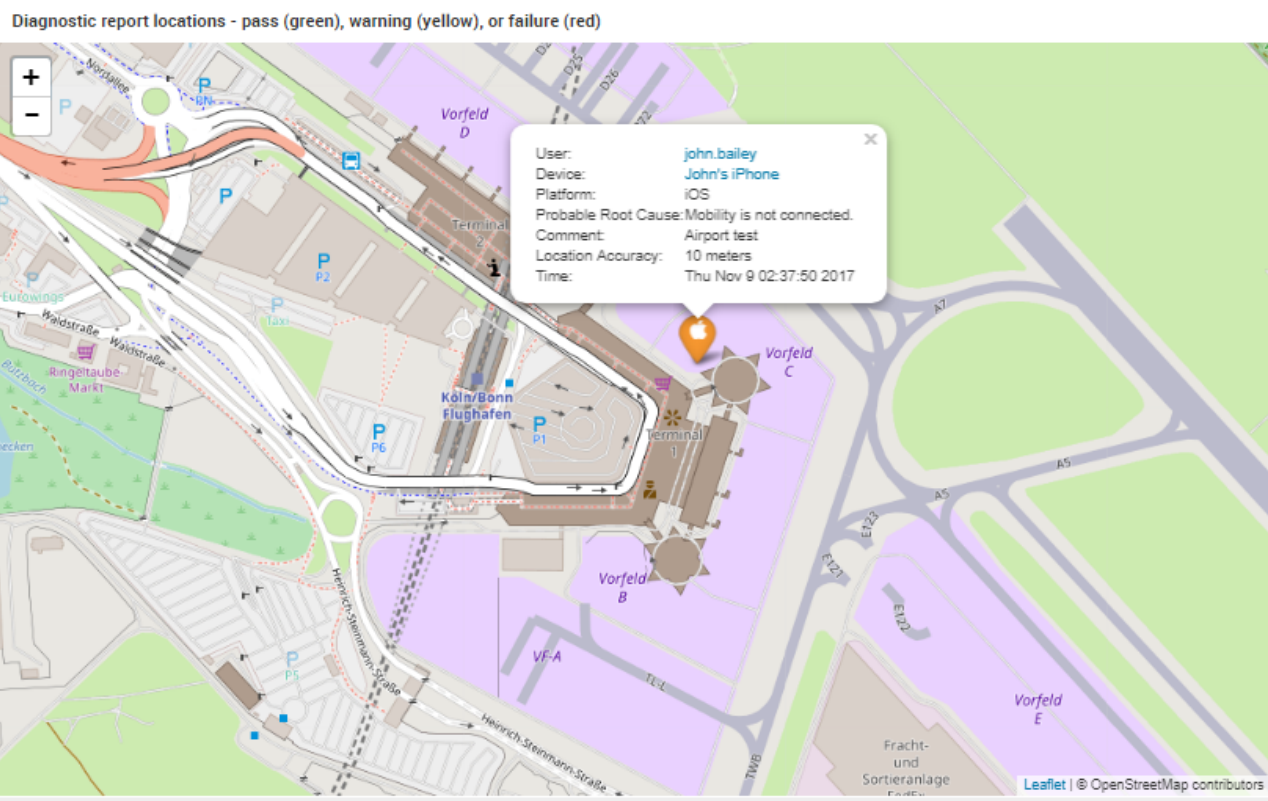 Diagnostic report locations - pass (green), warning (yellow), or failure (red)
+
−
Nordallee
P
BN
P
D25
D26
Vorfeld
D
×
User: john.bailey
Device: John's iPhone
Platform: iOS
Probable Root Cause: Mobility is not connected.
Comment: Airport test
Location Accuracy: 10 meters
Time: Thu Nov 9 02:37:50 2017
P
Terminal
2
P
P2
P
Eurowings
P
Taxi
Waldstraße
Waldstraße
Ringeltaube
Markt
Bützbach
A7
Vorfeld
C
Köln/Bonn
Flughafen
P
P1
P
P6
Terminal
1
A5
A5
E123
E121
E122
Vorfeld
B
VF-A
TL-L
Heinrich-Steinmann-Straße
P
P5
Heinrich-Steinmann-Straße
Vorfeld
E
TWB
Fracht-
und
Sortieranlage
FedEx
Leaflet | © OpenStreetMap contributors